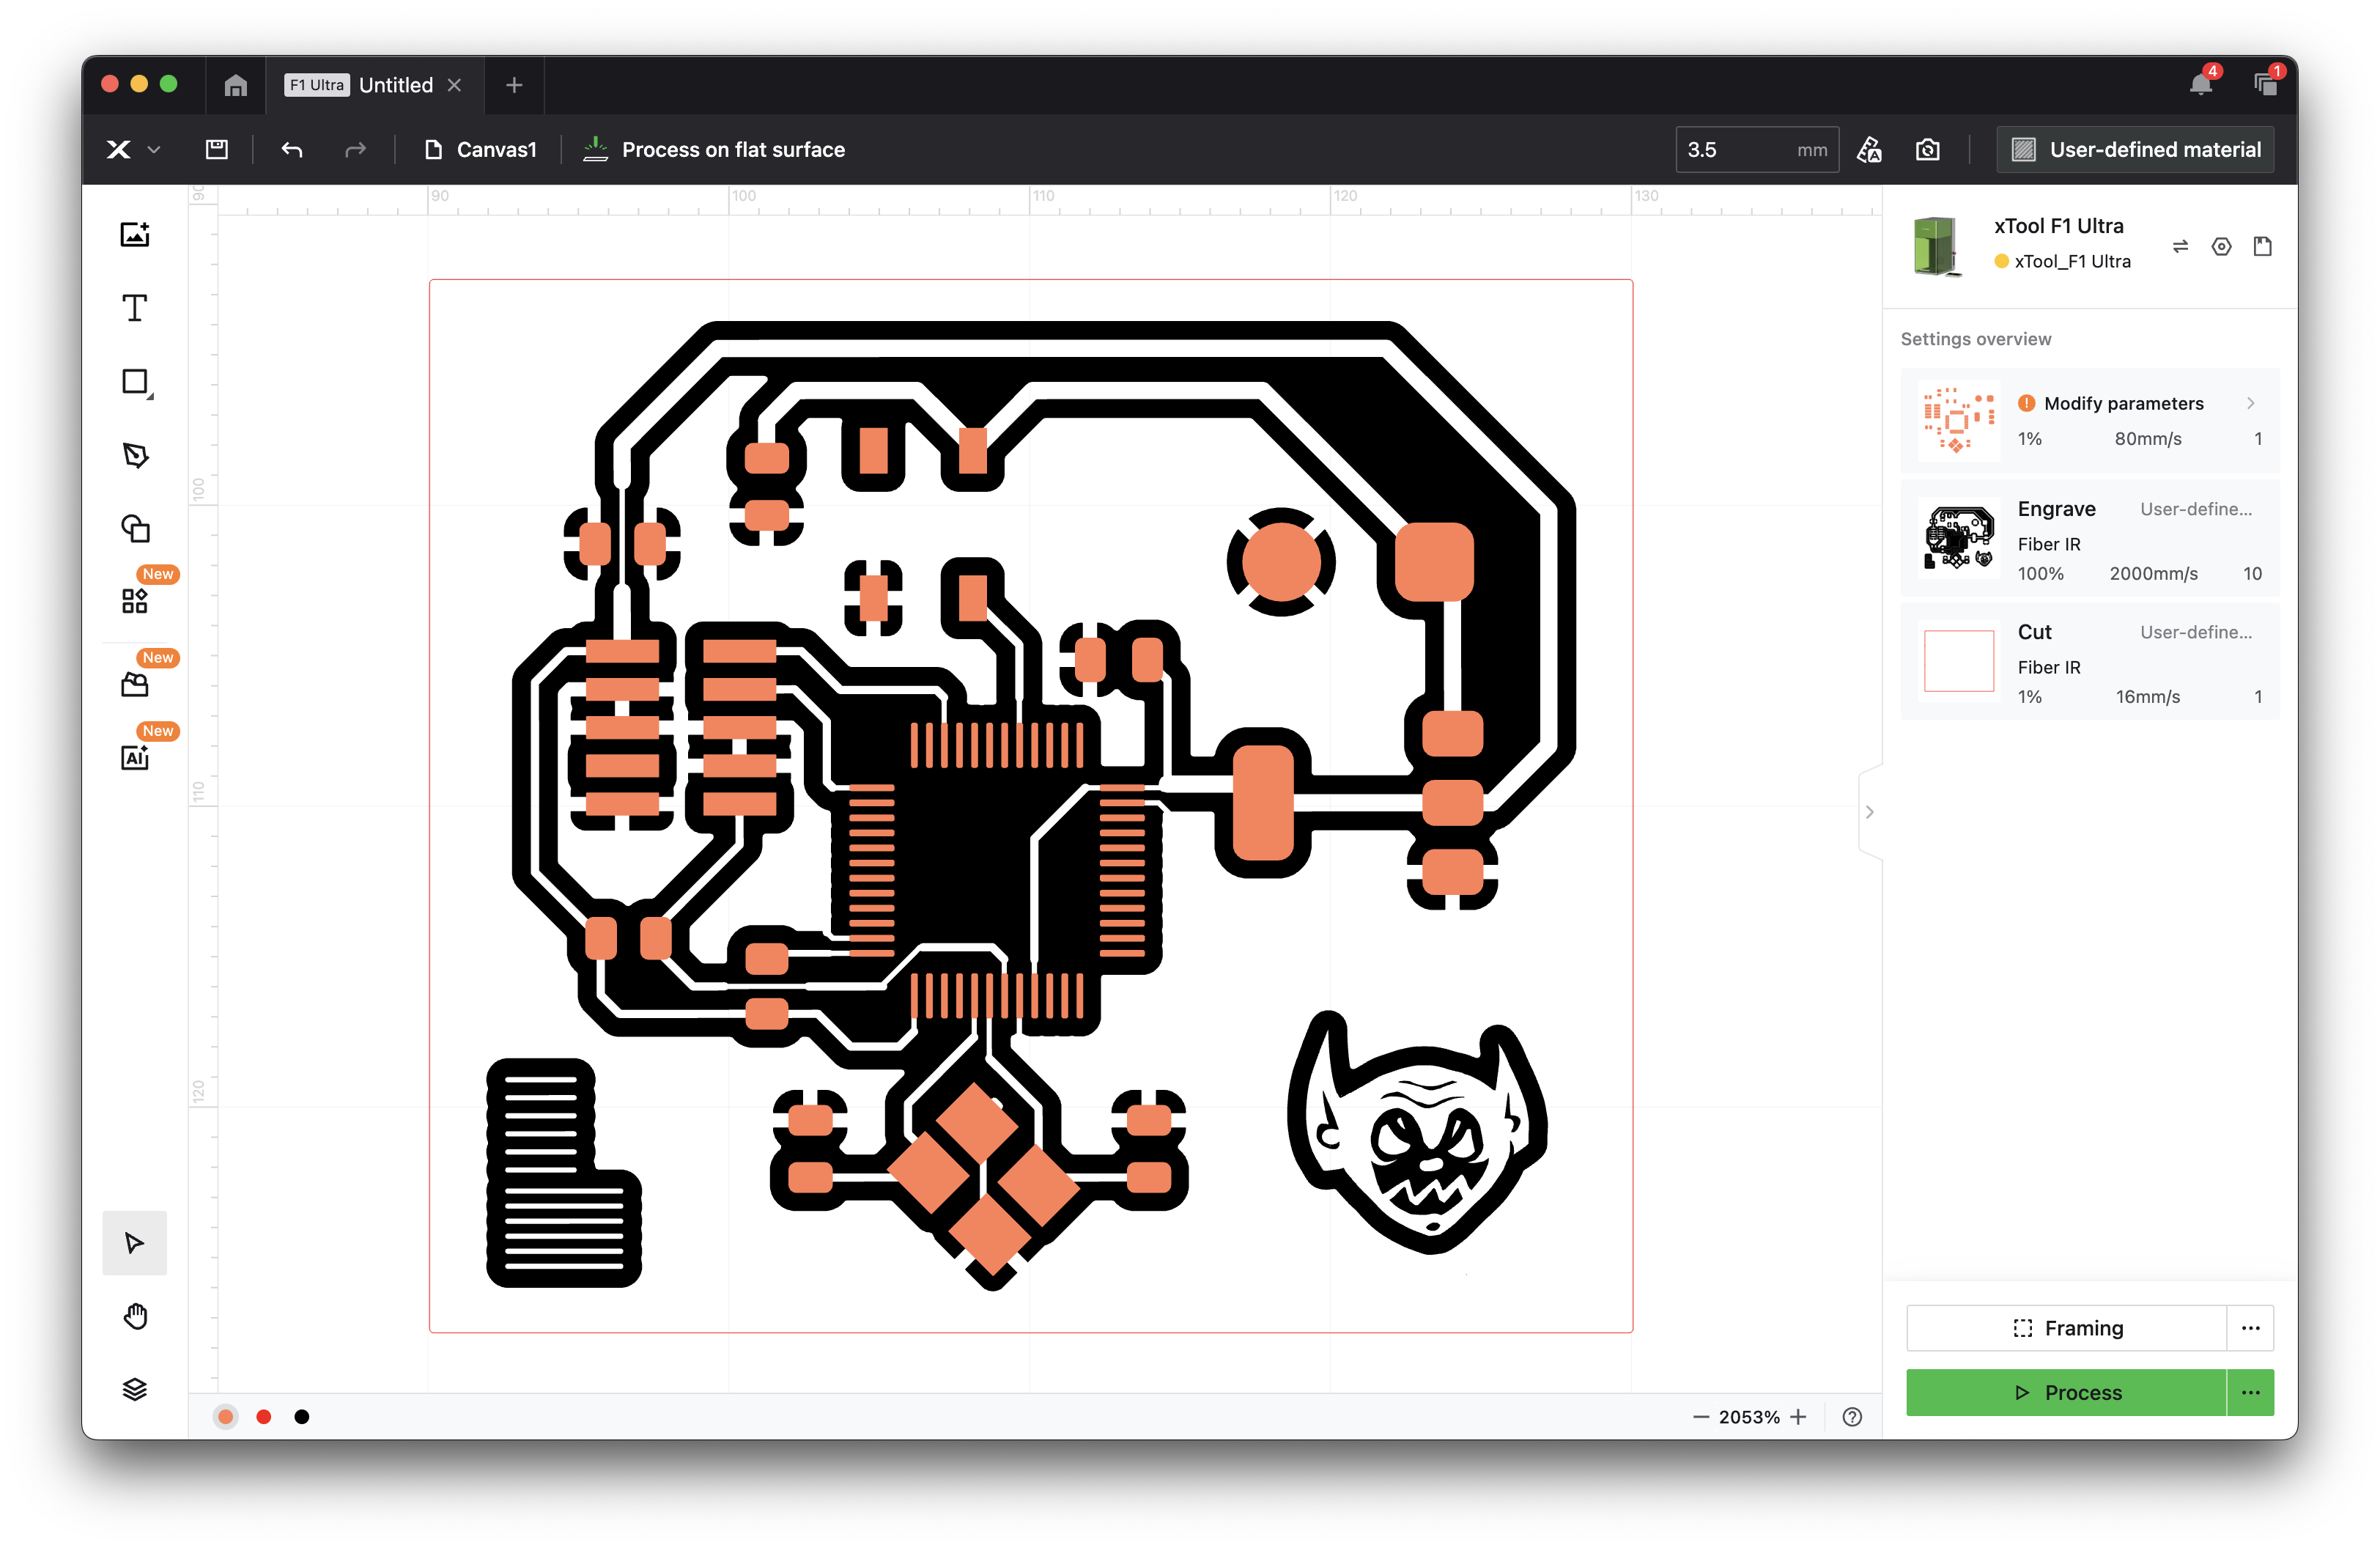 F1 Ultra Untitled
4
1
Canvas1
Process on flat surface
3.5 mm
User-defined material
90 100 110 120 130
90
100
110
120
New
New
New
AI
xTool F1 Ultra
xTool_F1 Ultra
Settings overview
Modify parameters
1% 80mm/s 1
Engrave User-define...
Fiber IR
100% 2000mm/s 10
Cut User-define...
Fiber IR
1% 16mm/s 1
Framing
Process
2053%